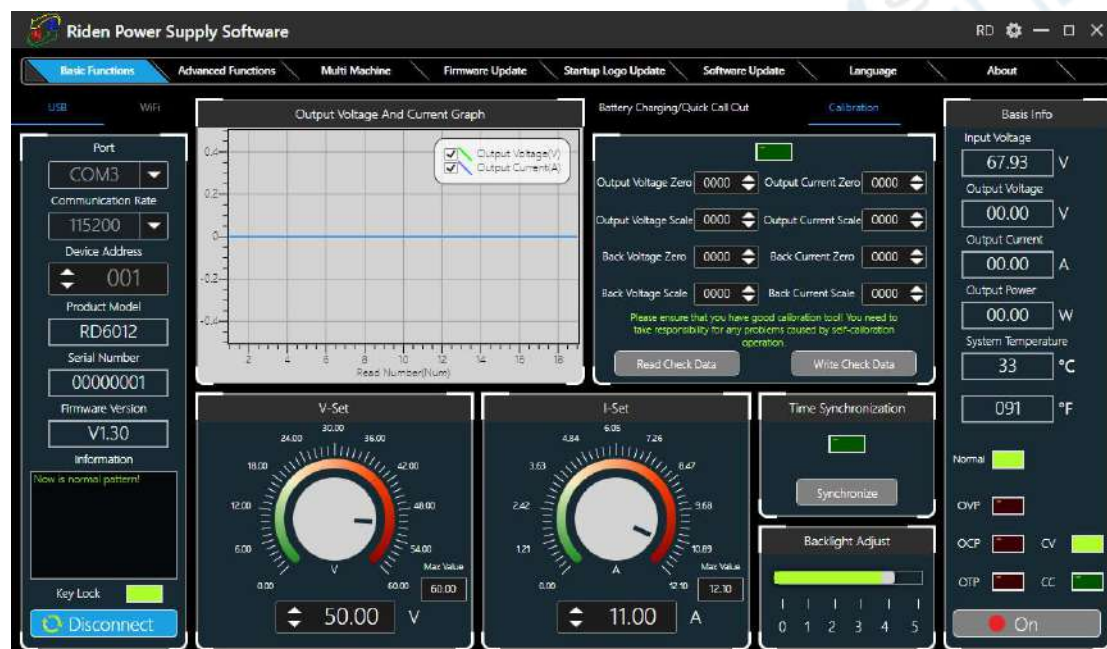 Riden Power Supply Software
RD
Basic Functions
Advanced Functions
Multi Machine
Firmware Update
Startup Logo Update
Software Update
Language
About
USB
WiFi
Port
COM3
Communication Rate
115200
Device Address
001
Product Model
RD6012
Serial Number
00000001
Firmware Version
V1.30
Information
Now is normal pattern!
Key Lock
Disconnect
Output Voltage And Current Graph
Output Voltage(V)
Output Current(A)
0.4
0.2
0
-0.2
-0.4
2 4 6 8 10 12 14 16 18
Read Number(Num)
Battery Charging/Quick Call Out
Calibration
Output Voltage Zero 0000 Output Current Zero 0000
Output Voltage Scale 0000 Output Current Scale 0000
Back Voltage Zero 0000 Back Current Zero 0000
Back Voltage Scale 0000 Back Current Scale 0000
Please ensure that you have good calibration tool! You need to
take responsibility for any problems caused by self-calibration
operation.
Read Check Data
Write Check Data
V-Set
0.00
6.00
12.00
18.00
24.00
30.00
36.00
42.00
48.00
54.00
60.00
V
Max Value
60.00
50.00 V
I-Set
0.00
1.21
2.42
3.63
4.84
6.05
7.26
8.47
9.68
10.89
12.10
A
Max Value
12.10
11.00 A
Time Synchronization
Synchronize
Backlight Adjust
0 1 2 3 4 5
Basis Info
Input Voltage
67.93 V
Output Voltage
00.00 V
Output Current
00.00 A
Output Power
00.00 W
System Temperature
33 °C
091 °F
Normal
OVP
OCP CV
OTP CC
On